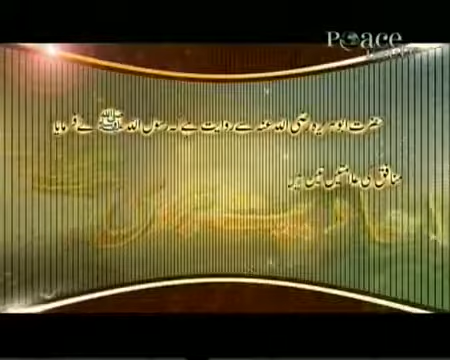 Peace
حضرت ابو ہریرہ رضی اللہ عنہ سے روایت ہے کہ رسول اللہ ﷺ نے فرمایا
منافق کی علامتیں تین ہیں